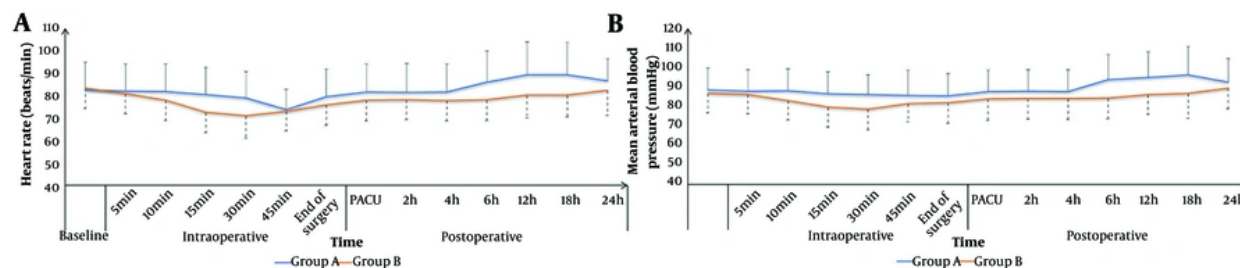 A
Heart rate (beats/min)
110
100
90
80
70
60
50
40
5min
10min
15min
30min
45min
End of
surgery
PACU
2h
4h
6h
12h
18h
24h
Baseline
Intraoperative
Time
Postoperative
Group A
Group B
B
Mean arterial blood
pressure (mmHg)
120
110
100
90
80
70
60
50
40
5min
10min
15min
30min
45min
End of
surgery
PACU
2h
4h
6h
12h
18h
24h
Intraoperative
Time
Postoperative
Group A
Group B